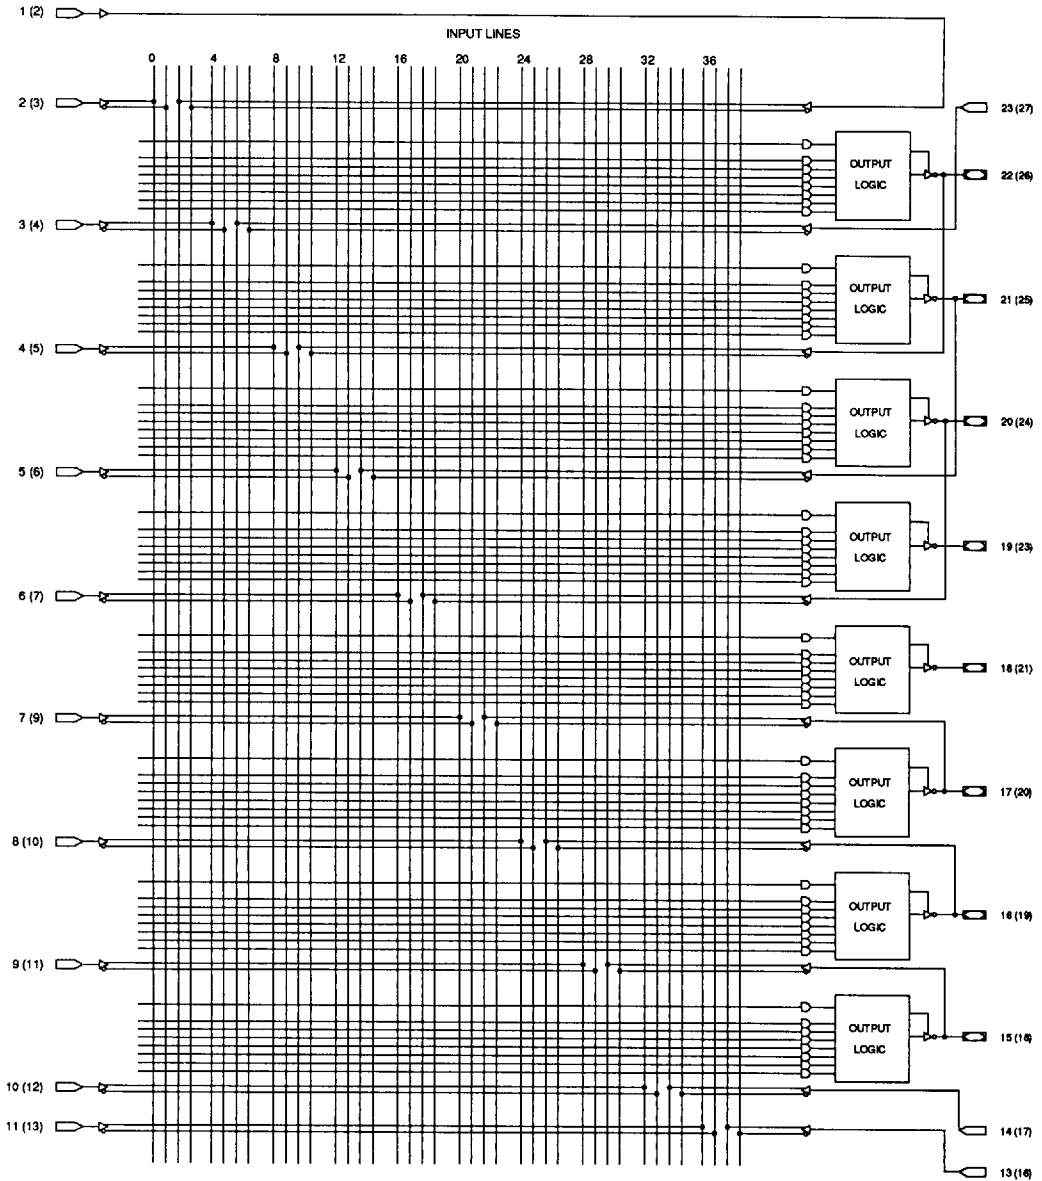 1 (2)
INPUT LINES
0 4 8 12 16 20 24 28 32 36
2 (3)
23 (27)
OUTPUT
LOGIC
22 (26)
3 (4)
OUTPUT
LOGIC
21 (25)
4 (5)
OUTPUT
LOGIC
20 (24)
5 (6)
OUTPUT
LOGIC
19 (23)
6 (7)
OUTPUT
LOGIC
18 (21)
7 (9)
OUTPUT
LOGIC
17 (20)
8 (10)
OUTPUT
LOGIC
16 (19)
9 (11)
OUTPUT
LOGIC
15 (18)
10 (12)
11 (13)
14 (17)
13 (16)